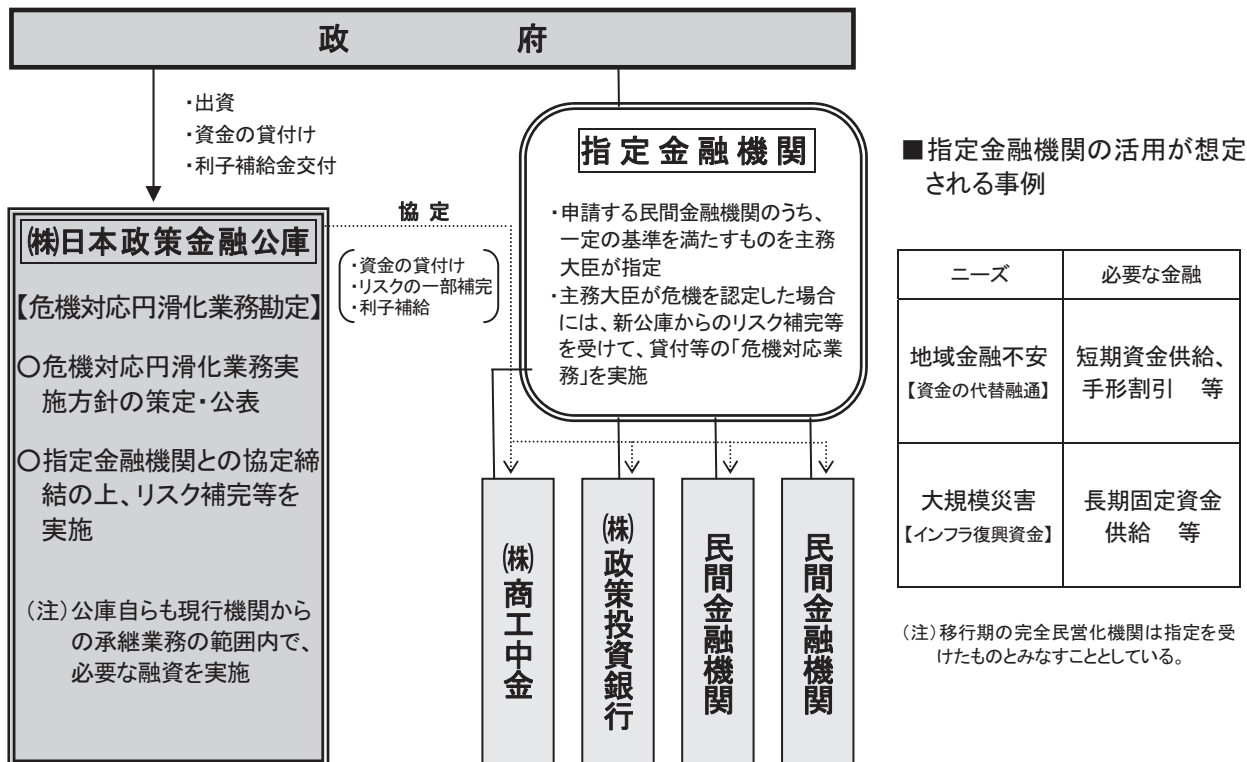 政　　　　　府
・出資
・資金の貸付け
・利子補給金交付
㈱日本政策金融公庫
【危機対応円滑化業務勘定】
○危機対応円滑化業務実
施方針の策定・公表
○指定金融機関との協定締
結の上、リスク補完等を
実施
（注）公庫自らも現行機関から
の承継業務の範囲内で、
必要な融資を実施
協 定
・資金の貸付け
・リスクの一部補完
・利子補給
指定金融機関
・申請する民間金融機関のうち、
一定の基準を満たすものを主務
大臣が指定
・主務大臣が危機を認定した場合
には、新公庫からのリスク補完等
を受けて、貸付等の「危機対応業
務」を実施
㈱商工中金
㈱政策投資銀行
民間金融機関
民間金融機関
■指定金融機関の活用が想定
される事例
ニーズ　必要な金融
地域金融不安　短期資金供給、
【資金の代替融通】　手形割引　等
大規模災害　長期固定資金
【インフラ復興資金】　供給　等
（注）移行期の完全民営化機関は指定を受
けたものとみなすこととしている。